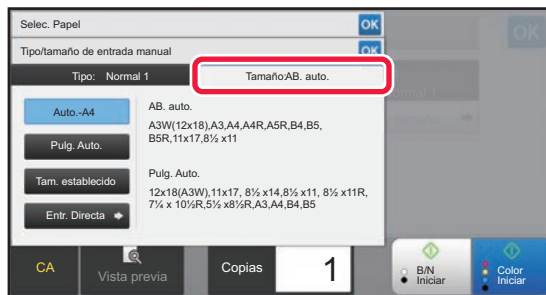 Selec. Papel
OK
OK
Tipo/tamaño de entrada manual
OK
Tipo: Normal 1
Tamaño:AB. auto.
Auto.-A4
AB. auto.
A3W(12x18),A3,A4,A4R,A5R,B4,B5,
B5R,11x17,8½ x11
Pulg. Auto.
Pulg. Auto.
12x18(A3W),11x17, 8½ x14,8½ x11, 8½ x11R,
7¼ x 10½R,5½ x8½R,A3,A4,B4,B5
Tam. establecido
Entr. Directa
CA
Vista previa
Copias
1
B/N
Iniciar
Color
Iniciar